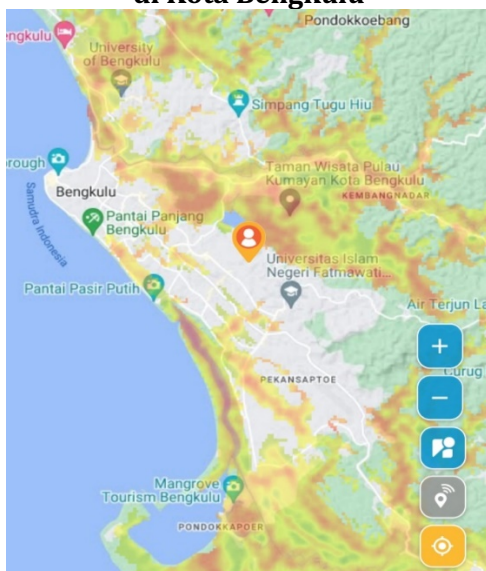 di Kota Bengkulu
Pondokkoebang
engkulu
University
of Bengkulu
Simpang Tugu Hiu
orough
Taman Wisata Pulau
Kumayan Kota Bengkulu
KEMBANGNADAR
Bengkulu
Samudra Indonesia
Pantai Panjang
Bengkulu
Universitas Islam
Negeri Fatmawati...
Pantai Pasir Putih
Air Terjun La
Curug
PEKANSAPTOE
Mangrove
Tourism Bengkulu
PONDOKKAPOER